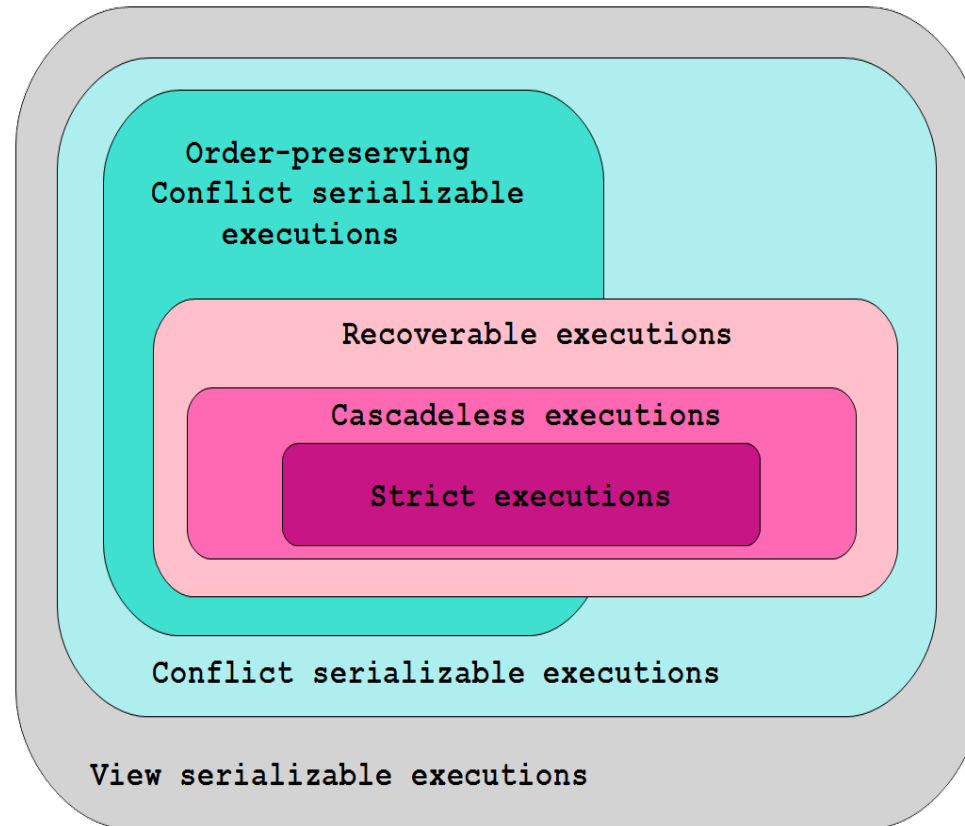 Order-preserving
Conflict serializable
executions
Recoverable executions
Cascadeless executions
Strict executions
Conflict serializable executions
View serializable executions